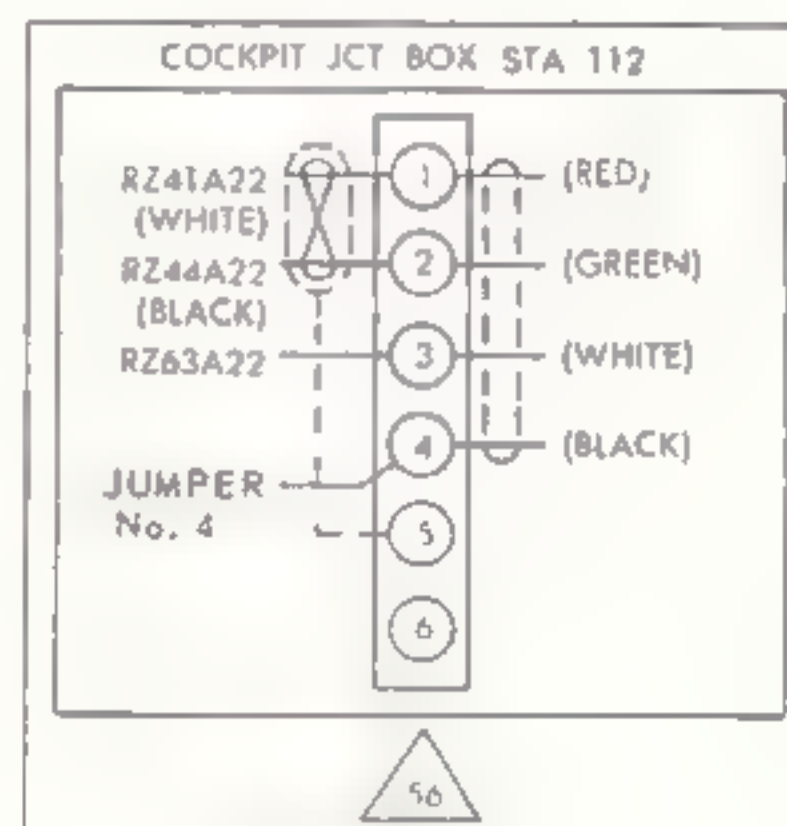 COCKPIT JCT BOX STA 112
RZ41A22
(WHITE)
RZ44A22
(BLACK)
RZ63A22
JUMPER
No. 4
1
2
3
4
5
6
(RED)
(GREEN)
(WHITE)
(BLACK)
56